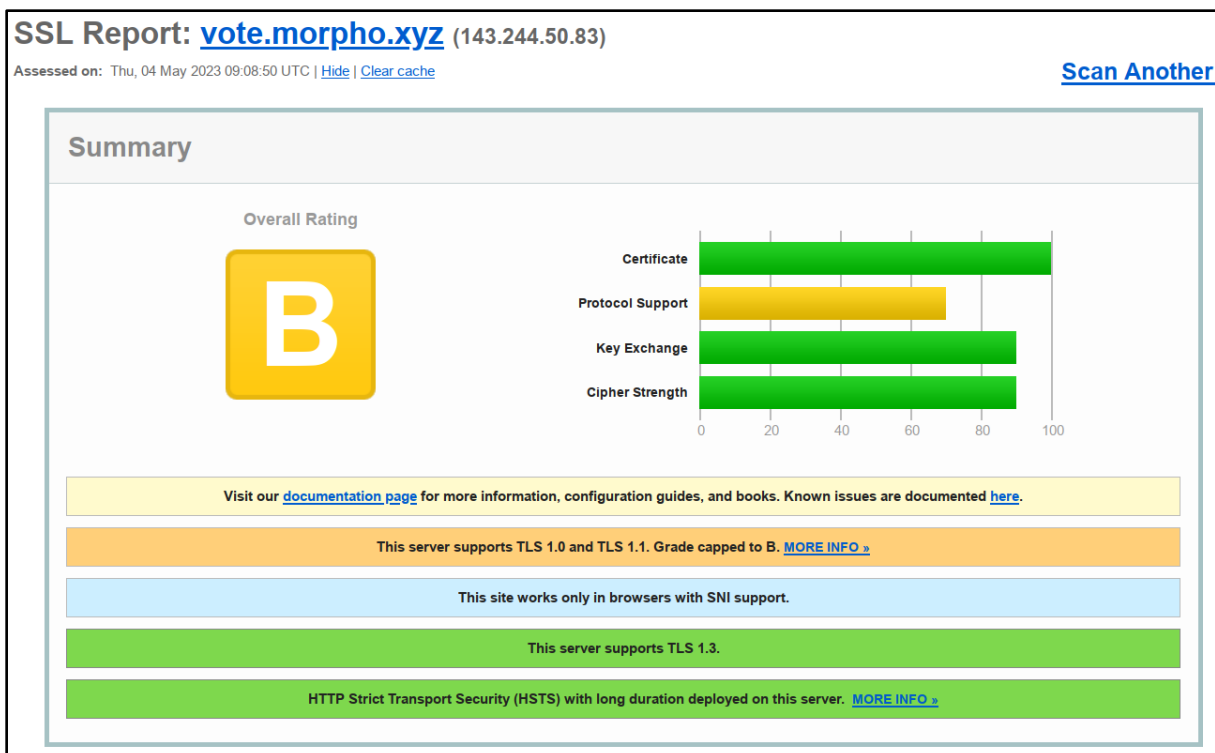 SSL Report: vote.morpho.xyz (143.244.50.83)
Assessed on: Thu, 04 May 2023 09:08:50 UTC | Hide | Clear cache
Scan Another
Summary
Overall Rating
B
Certificate
Protocol Support
Key Exchange
Cipher Strength
0 20 40 60 80 100
Visit our documentation page for more information, configuration guides, and books. Known issues are documented here.
This server supports TLS 1.0 and TLS 1.1. Grade capped to B. MORE INFO »
This site works only in browsers with SNI support.
This server supports TLS 1.3.
HTTP Strict Transport Security (HSTS) with long duration deployed on this server. MORE INFO »